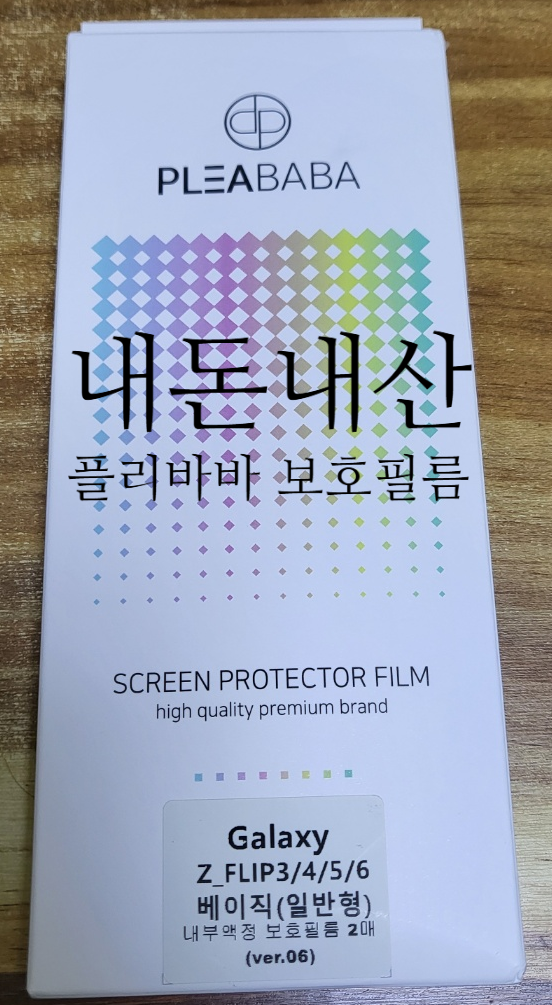 PLEABABA
내돈내산
플리바바 보호필름
SCREEN PROTECTOR FILM
high quality premium brand
Galaxy
Z_FLIP3/4/5/6
베이직(일반형)
내부액정 보호필름 2매
(ver.06)